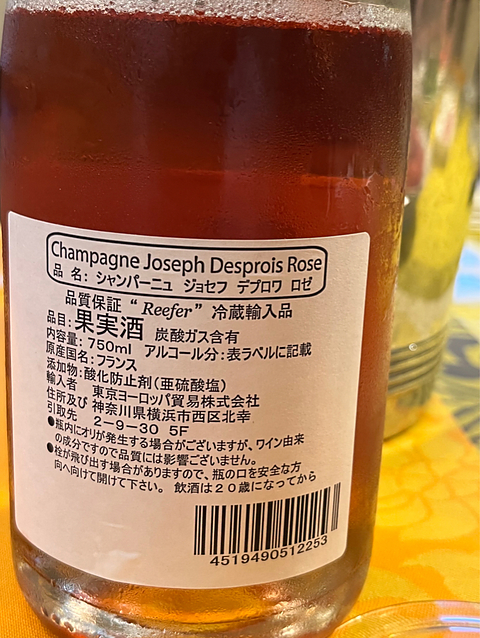 Champagne Joseph Desprois Rose
品 名: シャンパーニュ ジョセフ デプロワ ロゼ
品質保証 “ Reefer” 冷蔵輸入品
品目:果実酒 炭酸ガス含有
内容量: 750ml アルコール分:表ラベルに記載
原産国名:フランス
添加物:酸化防止剤(亜硫酸塩)
輸入者 東京ヨーロッパ貿易株式会社
住所及び 神奈川県横浜市西区北幸
引取先 2-9-30 5F
●瓶内にオリが発生する場合がございますが、ワイン由来
の成分ですので品質には影響ございません。
●栓が飛び出す場合がありますので、瓶の口を安全な方
向へ向けて開けて下さい。 飲酒は20歳になってから
4519490512253